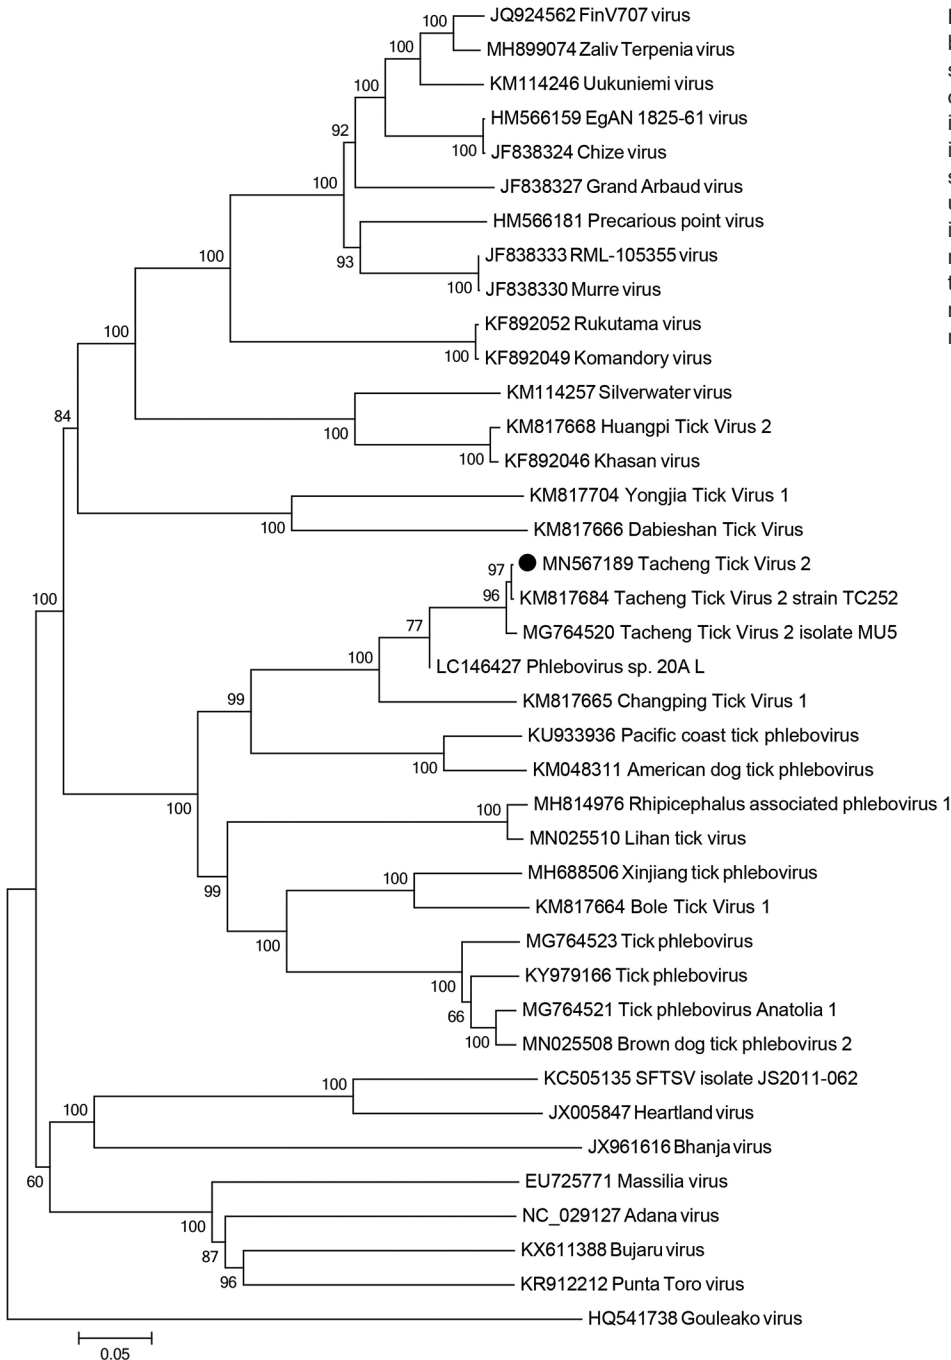 JQ924562 FinV707 virus
100
MH899074 Zaliv Terpenia virus
100
KM114246 Uukuniemi virus
100
HM566159 EgAN 1825-61 virus
92
JF838324 Chize virus
100
JF838327 Grand Arbaud virus
100
HM566181 Precarious point virus
JF838333 RML-105355 virus
100
93
JF838330 Murre virus
100
KF892052 Rukutama virus
100
KF892049 Komandory virus
100
KM114257 Silverwater virus
84
KM817668 Huangpi Tick Virus 2
100
KF892046 Khasan virus
100
KM817704 Yongjia Tick Virus 1
KM817666 Dabieshan Tick Virus
100
MN567189 Tacheng Tick Virus 2
97
KM817684 Tacheng Tick Virus 2 strain TC252
100
96
MG764520 Tacheng Tick Virus 2 isolate MU5
77
LC146427 Phlebovirus sp. 20A L
100
KM817665 Changping Tick Virus 1
99
KU933936 Pacific coast tick phlebovirus
KM048311 American dog tick phlebovirus
100
MH814976 Rhipicephalus associated phlebovirus 1
100
100
MN025510 Lihan tick virus
MH688506 Xinjiang tick phlebovirus
100
99
KM817664 Bole Tick Virus 1
MG764523 Tick phlebovirus
100
KY979166 Tick phlebovirus
100
MG764521 Tick phlebovirus Anatolia 1
66
MN025508 Brown dog tick phlebovirus 2
100
KC505135 SFTSV isolate JS2011-062
100
JX005847 Heartland virus
100
JX961616 Bhanja virus
EU725771 Massilia virus
60
NC_029127 Adana virus
100
KX611388 Bujaru virus
87
KR912212 Punta Toro virus
96
HQ541738 Gouleako virus
0.05